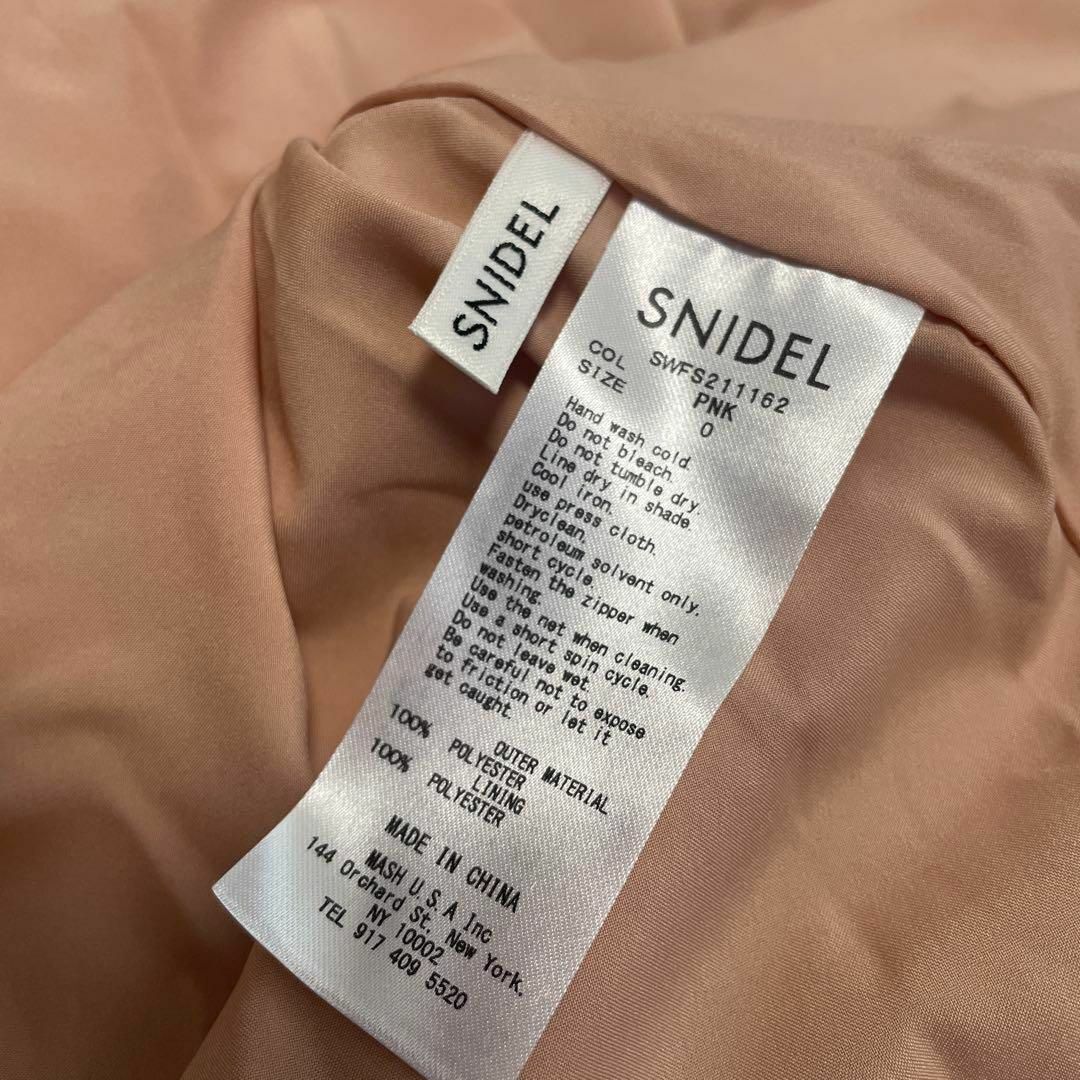 SNIDEL
SNIDEL
SWFS211162
COL PNK
SIZE 0
Hand wash cold.
Do not bleach.
Do not tumble dry.
Line dry in shade.
Cool iron.
use press cloth.
Dryclean.
petroleum solvent only.
short cycle.
Fasten the zipper when
washing.
Use the net when cleaning.
Use a short spin cycle.
Do not leave wet.
Be careful not to expose
to friction or let it
get caught.
OUTER MATERIAL
100% POLYESTER
LINING
100% POLYESTER
MADE IN CHINA
MASH U.S.A Inc
144 Orchard St. New York.
NY 10002
TEL 917 409 5520